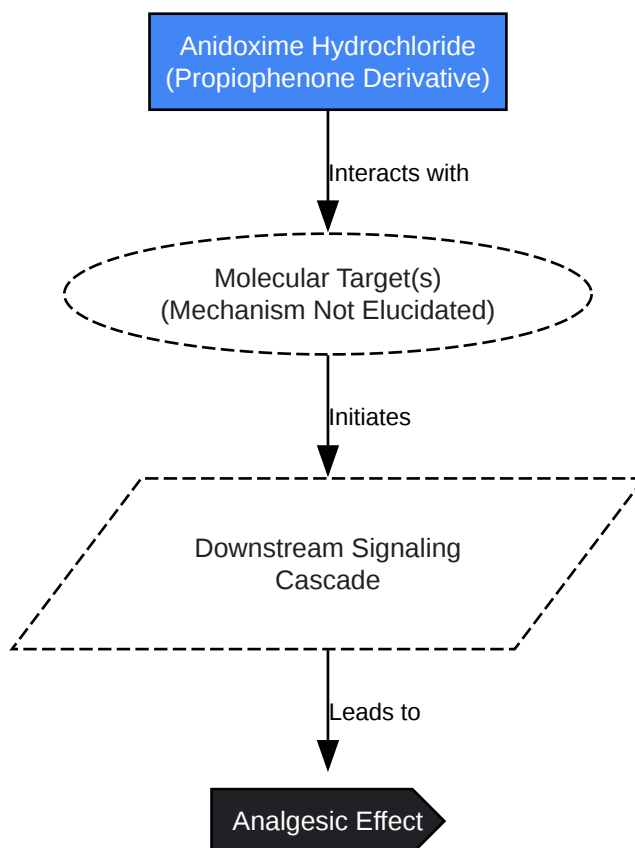 Anidoxime Hydrochloride
(Propiophenone Derivative)
Interacts with
Molecular Target(s)
(Mechanism Not Elucidated)
Initiates
Downstream Signaling
Cascade
Leads to
Analgesic Effect